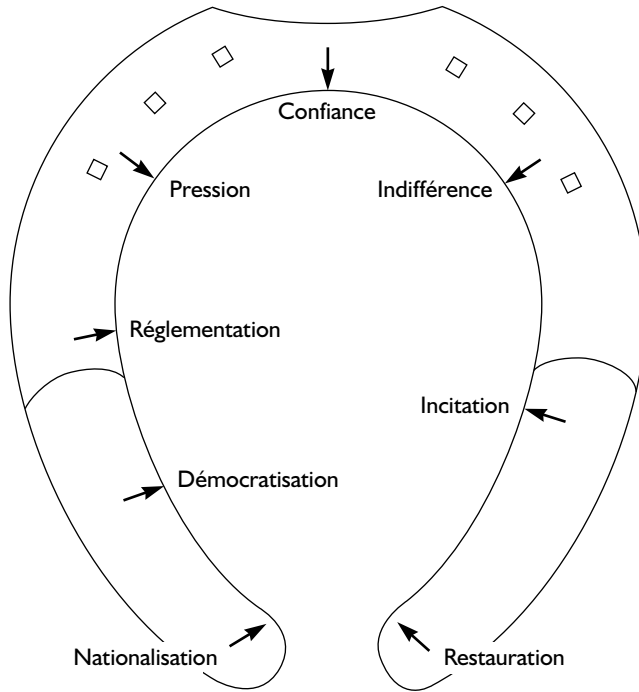 Confiance
Pression
Indifférence
Réglementation
Incitation
Démocratisation
Nationalisation
Restauration